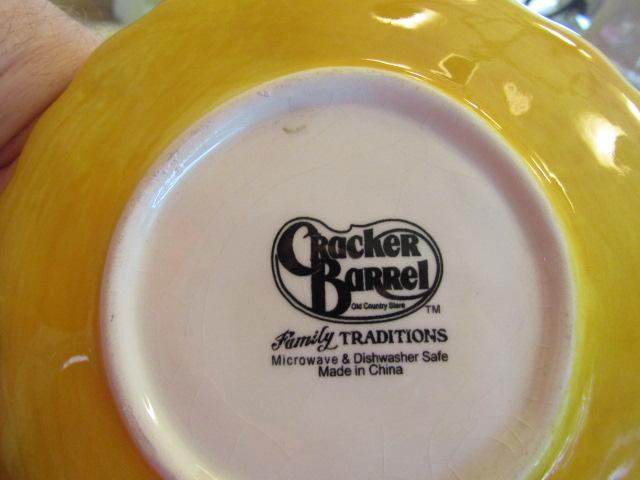 Cracker
Barrel
Old Country Store
TM
Family TRADITIONS
Microwave & Dishwasher Safe
Made in China